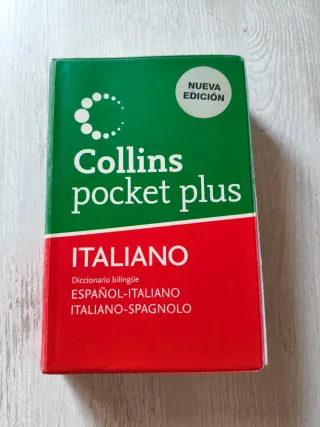 NUEVA
EDICIÓN
Collins
pocket plus
ITALIANO
Diccionario bilingüe
ESPAÑOL-ITALIANO
ITALIANO-SPAGNOLO